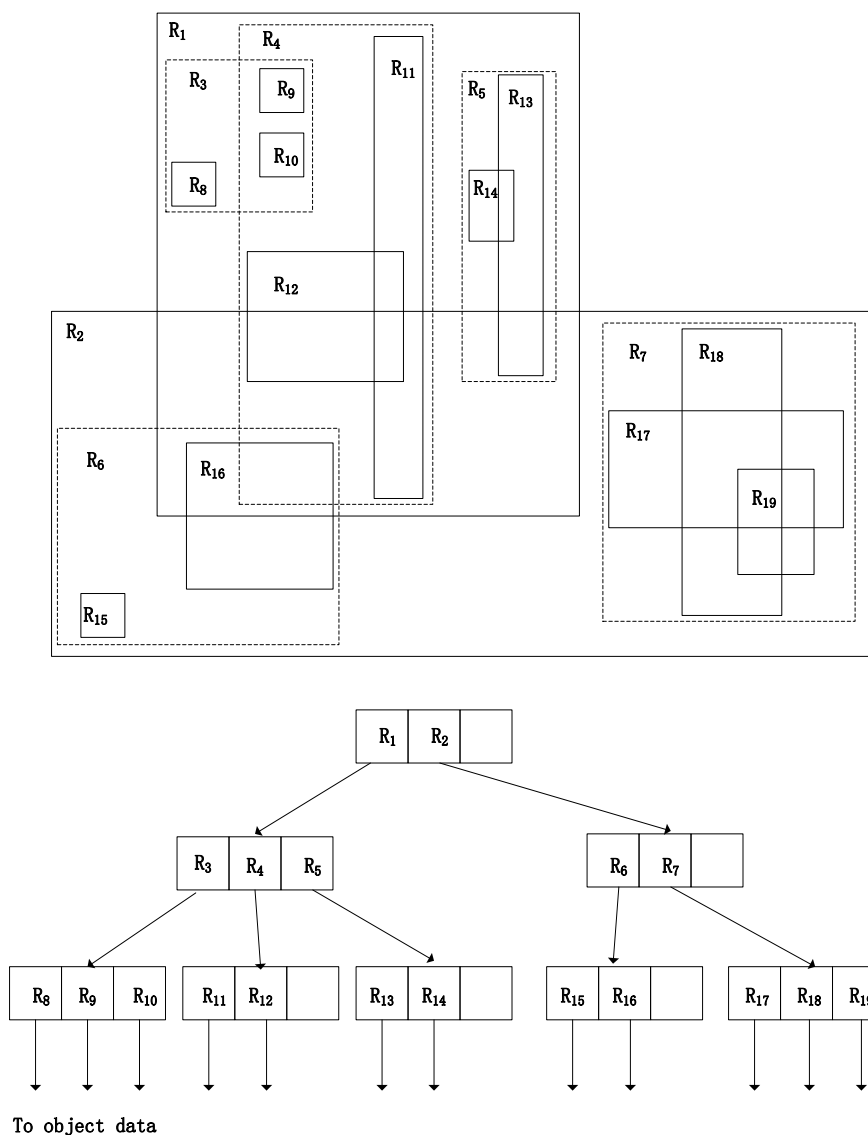 R1
R4
R3
R11
R5
R9
R13
R10
R8
R14
R12
R2
R7
R18
R17
R6
R16
R19
R15
R1 R2
R3 R4 R5
R6 R7
R8 R9 R10
R11 R12
R13 R14
R15 R16
R17 R18 R19
To object data